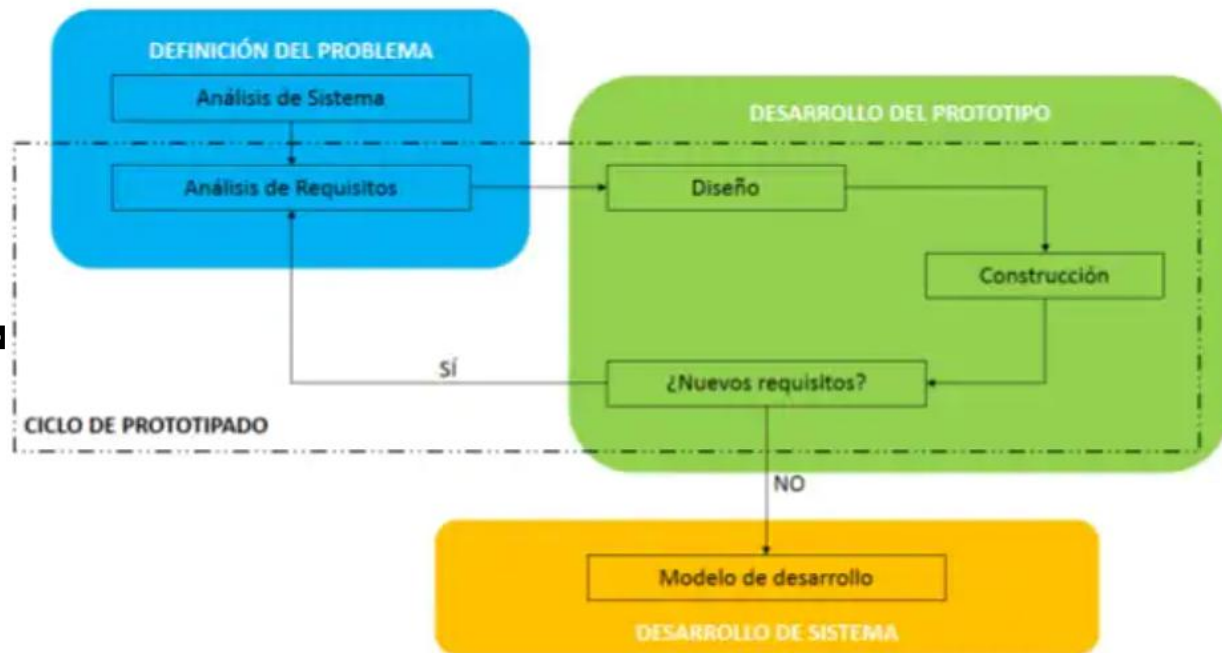 DEFINICIÓN DEL PROBLEMA
Análisis de Sistema
Análisis de Requisitos
DESARROLLO DEL PROTOTIPO
Diseño
Construcción
¿Nuevos requisitos?
SÍ
CICLO DE PROTOTIPADO
NO
Modelo de desarrollo
DESARROLLO DE SISTEMA